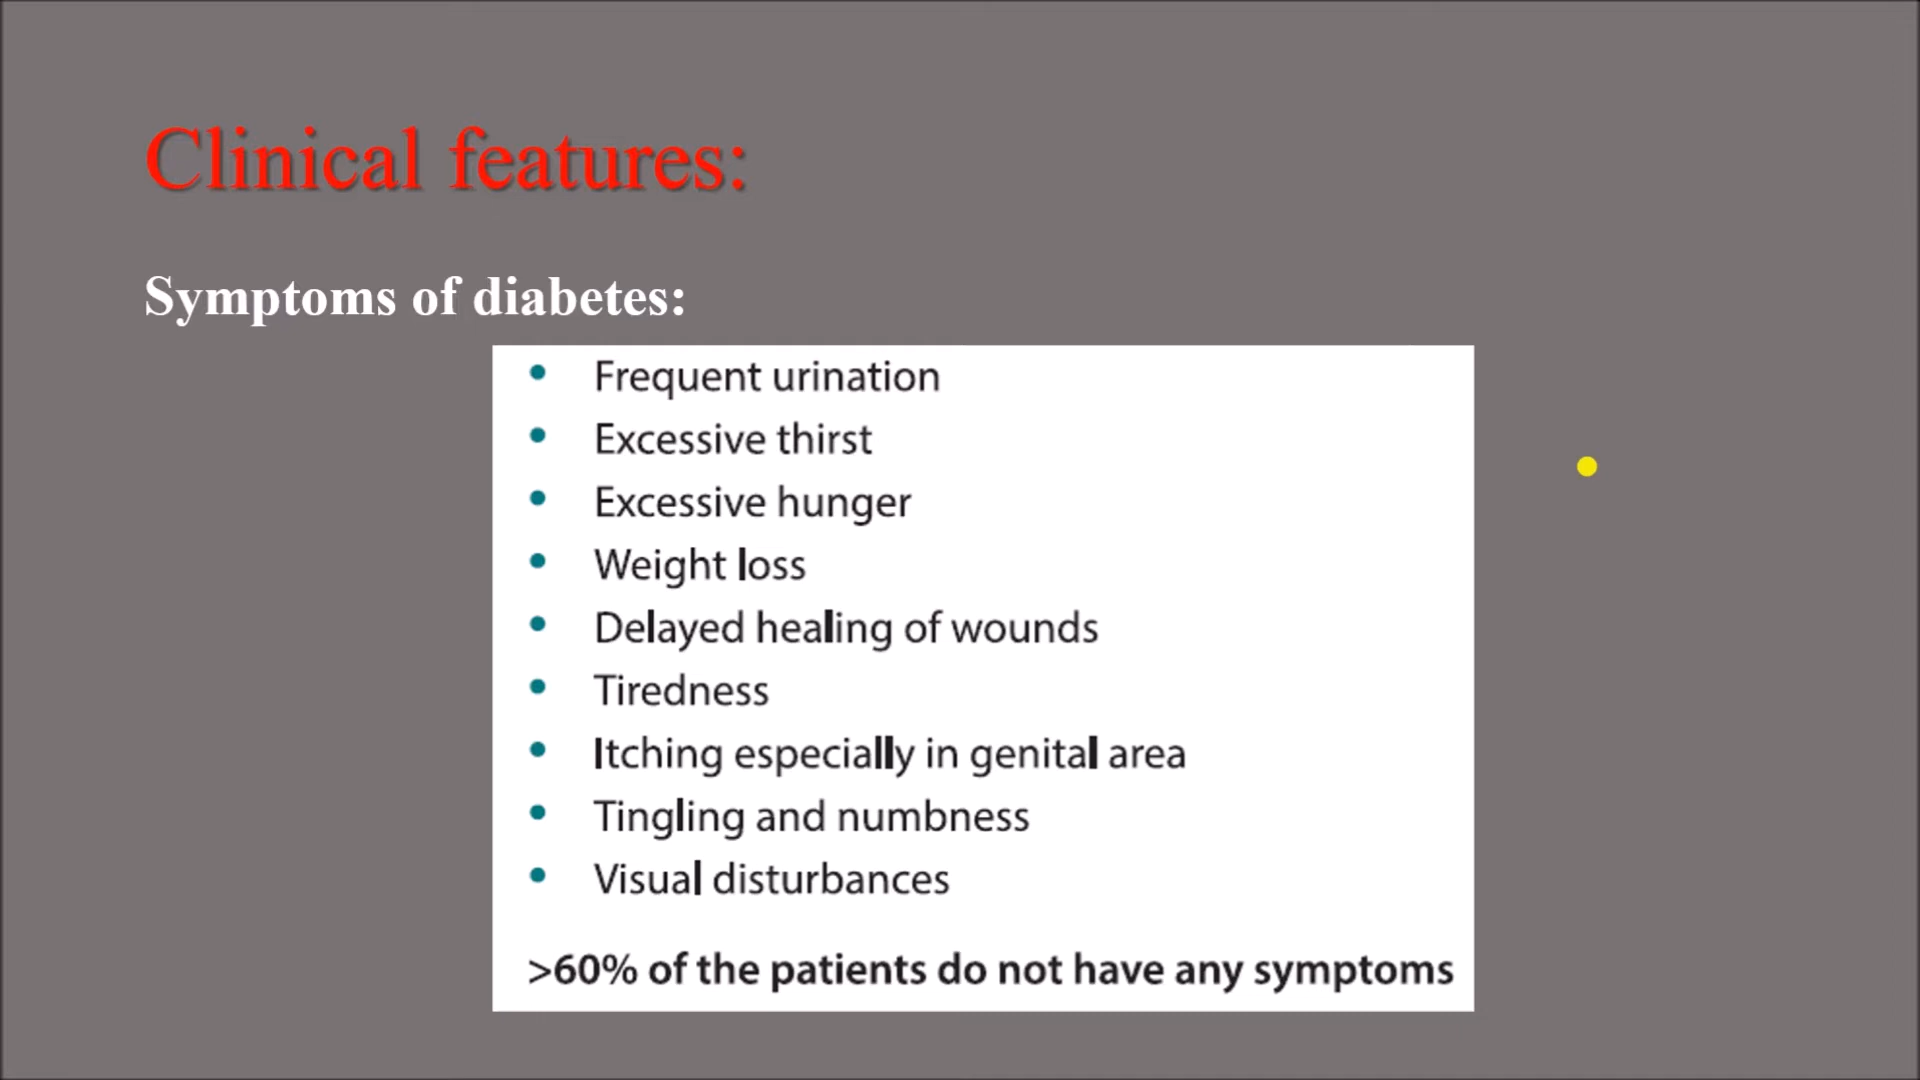 Clinical features:
Symptoms of diabetes:
• Frequent urination
• Excessive thirst
• Excessive hunger
• Weight loss
• Delayed healing of wounds
• Tiredness
• Itching especially in genital area
• Tingling and numbness
• Visual disturbances
>60% of the patients do not have any symptoms